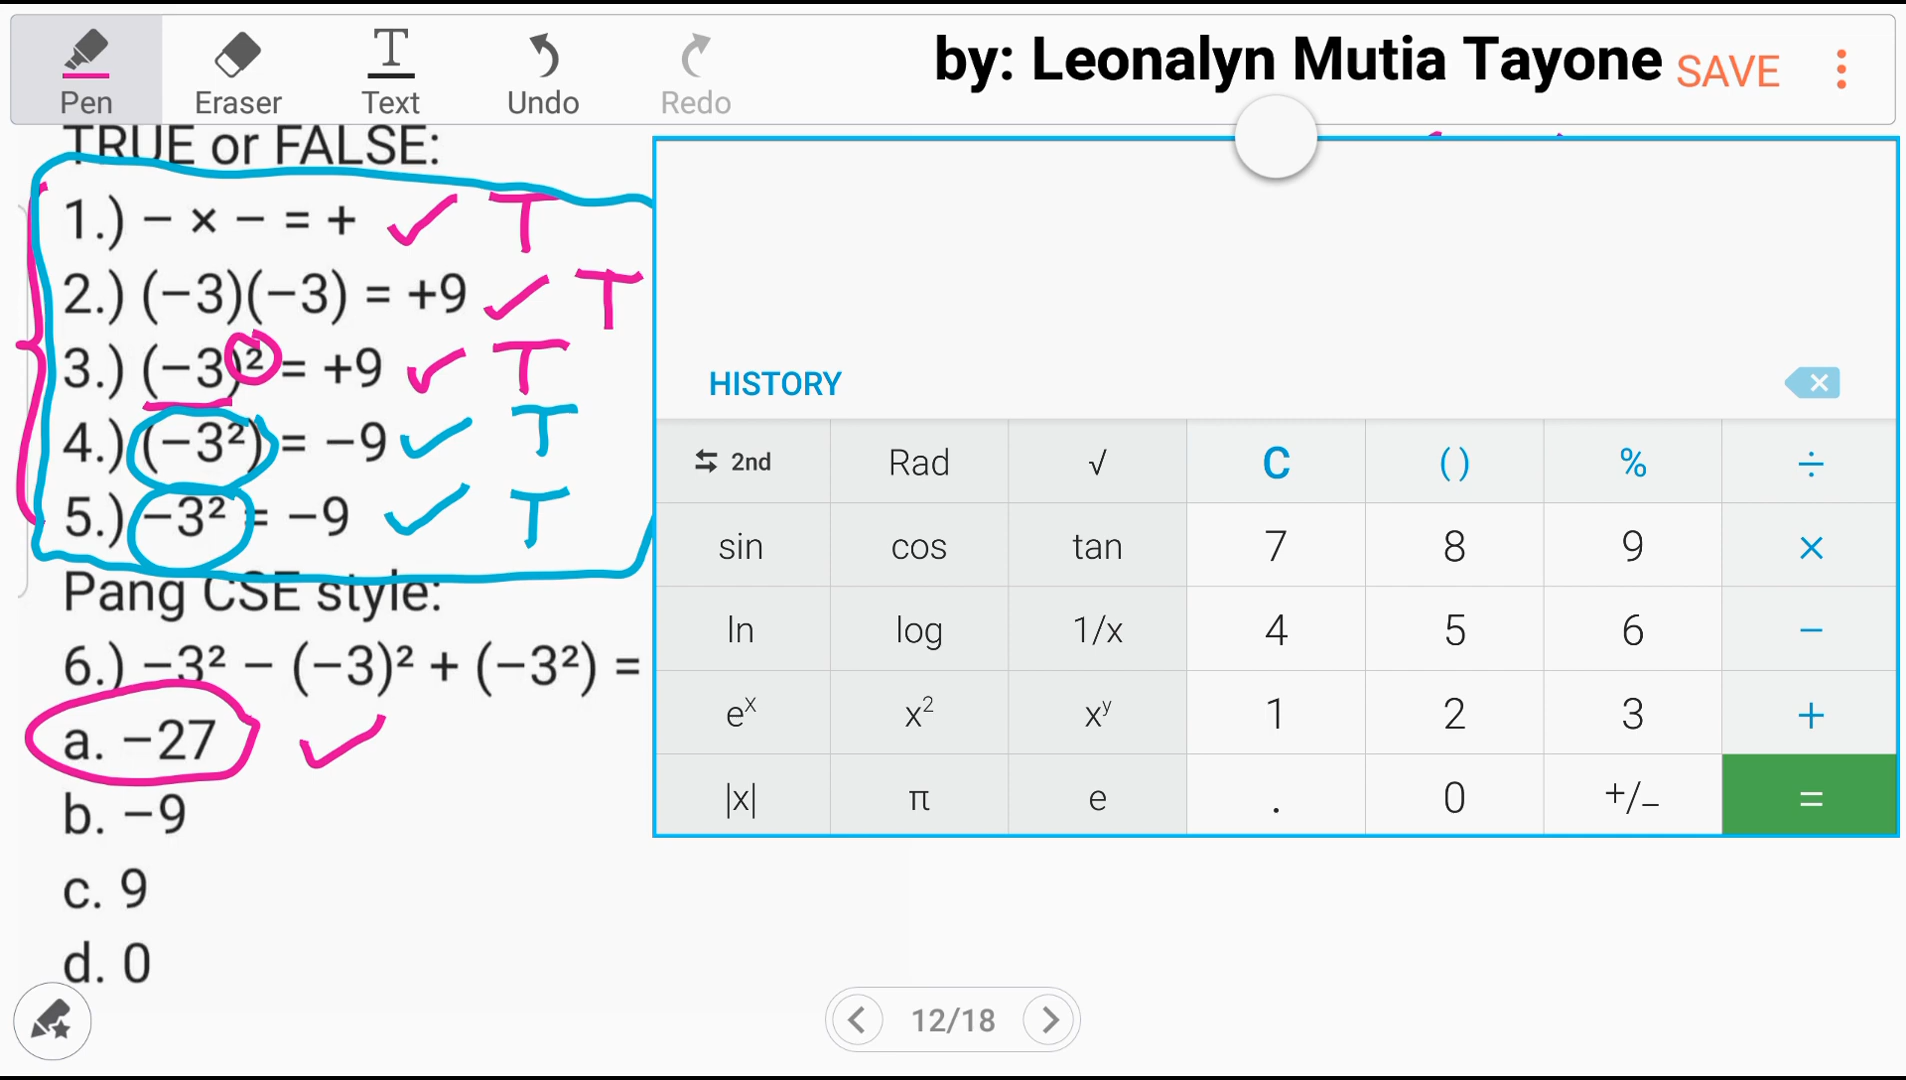 Pen
Eraser
Text
Undo
Redo
by: Leonalyn Mutia Tayone
SAVE
TRUE or FALSE:
1.) − × − = + ✓ T
2.) (−3)(−3) = +9 ✓ T
3.) (−3)² = +9 ✓ T
4.) (−3²) = −9 ✓ T
5.) −3² = −9 ✓ T
Pang CSE style:
6.) −3² − (−3)² + (−3²) =
a. −27 ✓
b. −9
c. 9
d. 0
HISTORY
2nd Rad √ C ( ) % ÷
sin cos tan 7 8 9 ×
ln log 1/x 4 5 6 −
eˣ x² xʸ 1 2 3 +
|x| π e . 0 +/− =
12/18